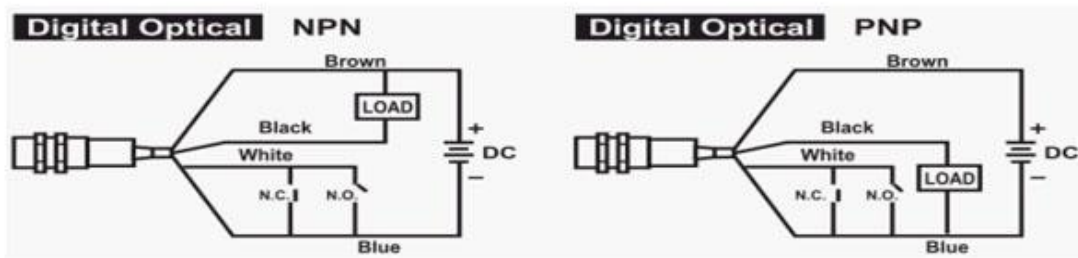 Digital Optical NPN
Brown
LOAD
Black
White
N.C.
N.O.
Blue
+
DC
–
Digital Optical PNP
Brown
Black
White
N.C.
N.O.
LOAD
Blue
+
DC
–